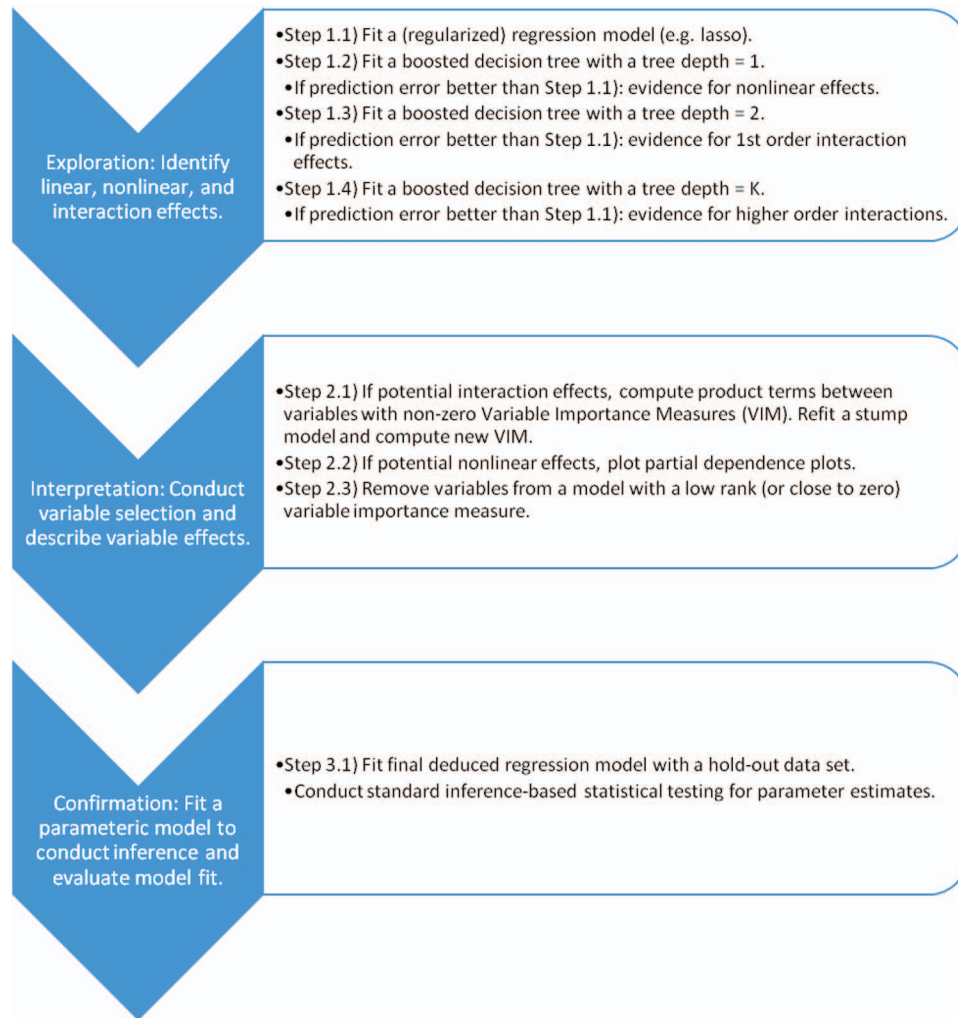 Exploration: Identify
linear, nonlinear, and
interaction effects.
•Step 1.1) Fit a (regularized) regression model (e.g. lasso).
•Step 1.2) Fit a boosted decision tree with a tree depth = 1.
•If prediction error better than Step 1.1): evidence for nonlinear effects.
•Step 1.3) Fit a boosted decision tree with a tree depth = 2.
•If prediction error better than Step 1.1): evidence for 1st order interaction
effects.
•Step 1.4) Fit a boosted decision tree with a tree depth = K.
•If prediction error better than Step 1.1): evidence for higher order interactions.
Interpretation: Conduct
variable selection and
describe variable effects.
•Step 2.1) If potential interaction effects, compute product terms between
variables with non-zero Variable Importance Measures (VIM). Refit a stump
model and compute new VIM.
•Step 2.2) If potential nonlinear effects, plot partial dependence plots.
•Step 2.3) Remove variables from a model with a low rank (or close to zero)
variable importance measure.
Confirmation: Fit a
parameteric model to
conduct inference and
evaluate model fit.
•Step 3.1) Fit final deduced regression model with a hold-out data set.
•Conduct standard inference-based statistical testing for parameter estimates.